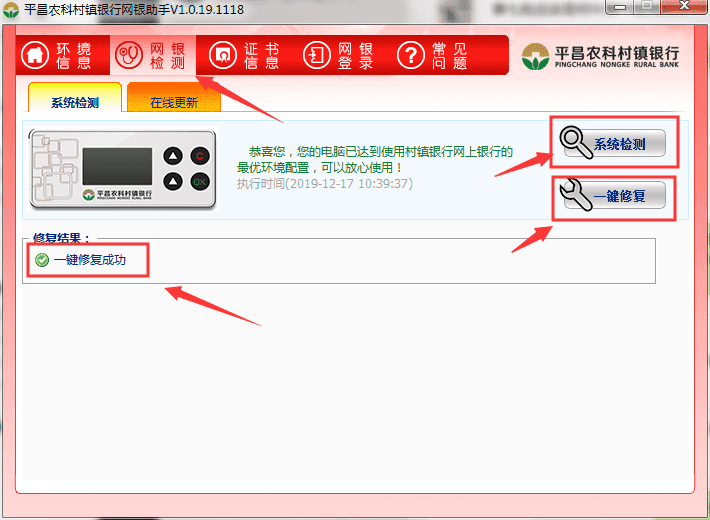 平昌农科村镇银行网银助手V1.0.19.1118
环境信息
网银检测
证书信息
网银登录
常见问题
平昌农科村镇银行
PINGCHANG NONGKE RURAL BANK
系统检测
在线更新
C
OK
平昌农科村镇银行
恭喜您，您的电脑已达到使用村镇银行网上银行的
最优环境配置，可以放心使用！
执行时间(2019-12-17 10:39:37)
系统检测
一键修复
修复结果：
一键修复成功